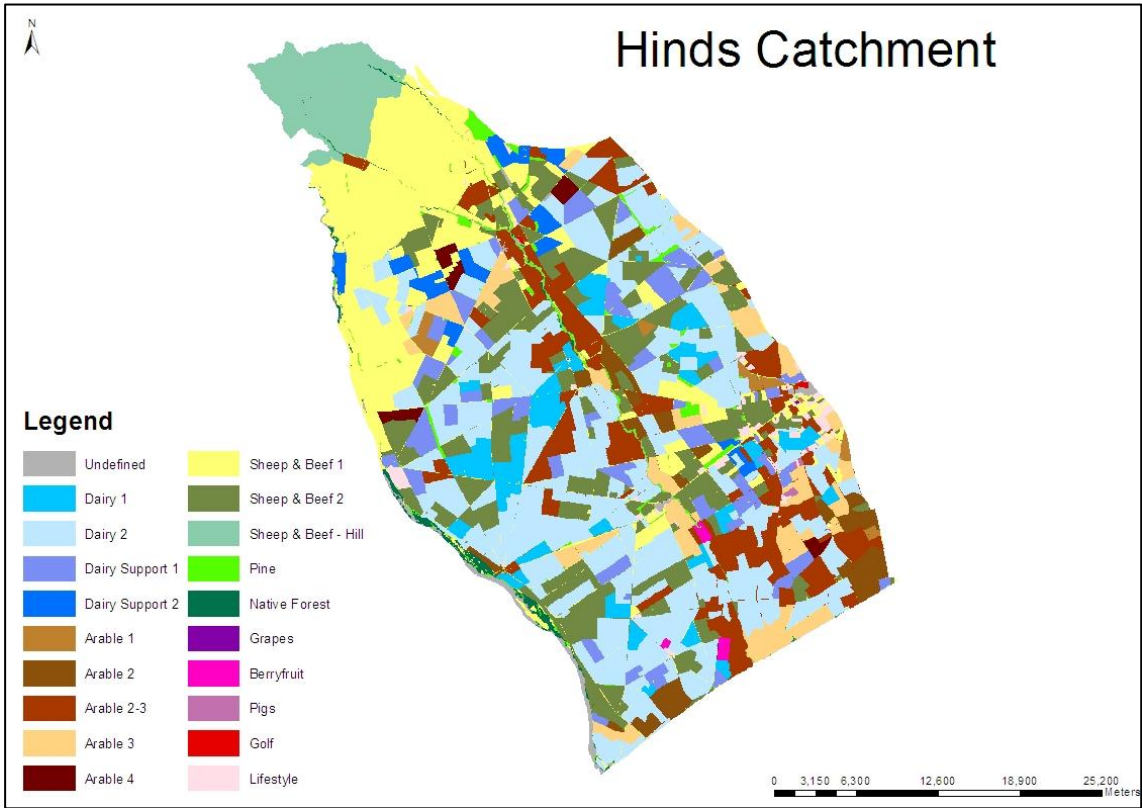 N
Hinds Catchment
Legend
Undefined
Dairy 1
Dairy 2
Dairy Support 1
Dairy Support 2
Arable 1
Arable 2
Arable 2-3
Arable 3
Arable 4
Sheep & Beef 1
Sheep & Beef 2
Sheep & Beef - Hill
Pine
Native Forest
Grapes
Berryfruit
Pigs
Golf
Lifestyle
0 3,150 6,300 12,600 18,900 25,200
Meters